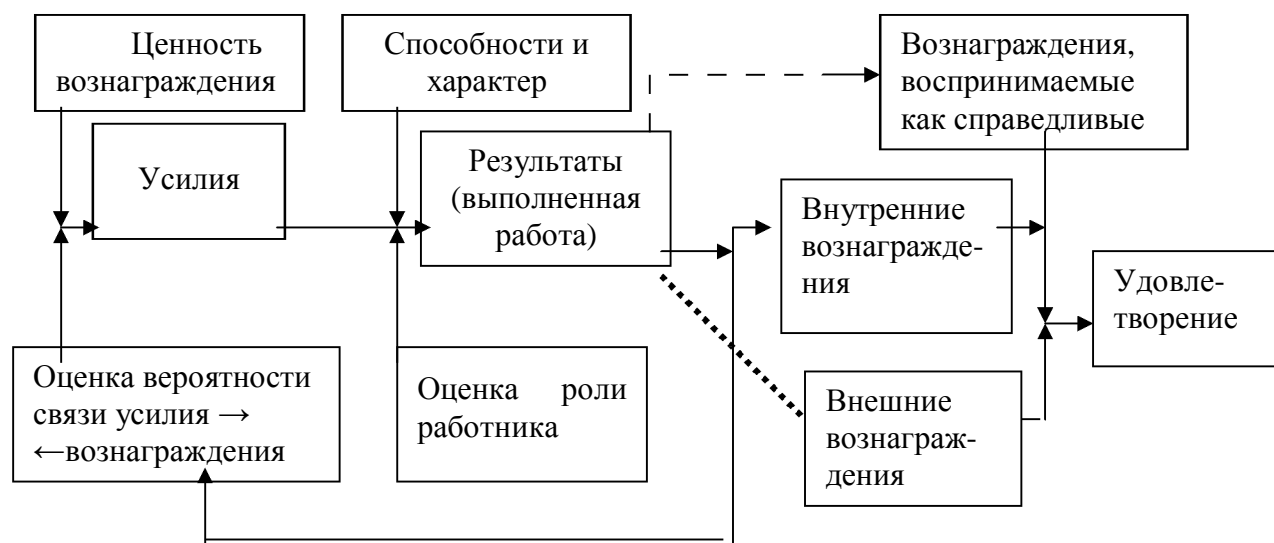 Ценность
вознаграждения
Способности и
характер
Вознаграждения,
воспринимаемые
как справедливые
Усилия
Результаты
(выполненная
работа)
Внутренние
вознагражде-
ния
Удовле-
творение
Оценка вероятности
связи усилия →
←вознаграждения
Оценка роли
работника
Внешние
вознаграж-
дения